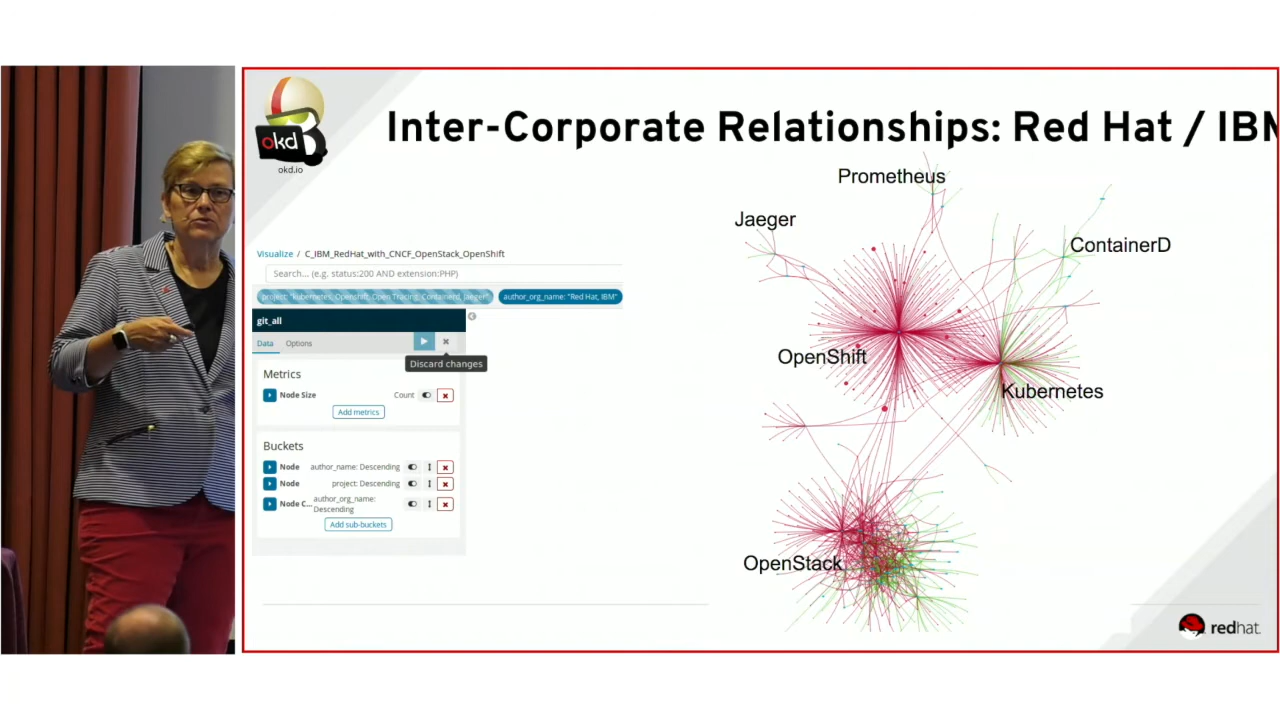 okd
okd.io
Inter-Corporate Relationships: Red Hat / IBM
Visualize / C_IBM_RedHat_with_CNCF_OpenStack_OpenShift
Search... (e.g. status:200 AND extension:PHP)
project: "kubernetes, Openshift, Open Tracing, Containerd, Jaeger" author_org_name: "Red Hat, IBM"
git_all
Data Options
Discard changes
Metrics
Node Size Count
Add metrics
Buckets
Node author_name: Descending
Node project: Descending
Node C... author_org_name:
Descending
Add sub-buckets
Prometheus
Jaeger
ContainerD
OpenShift
Kubernetes
OpenStack
redhat.